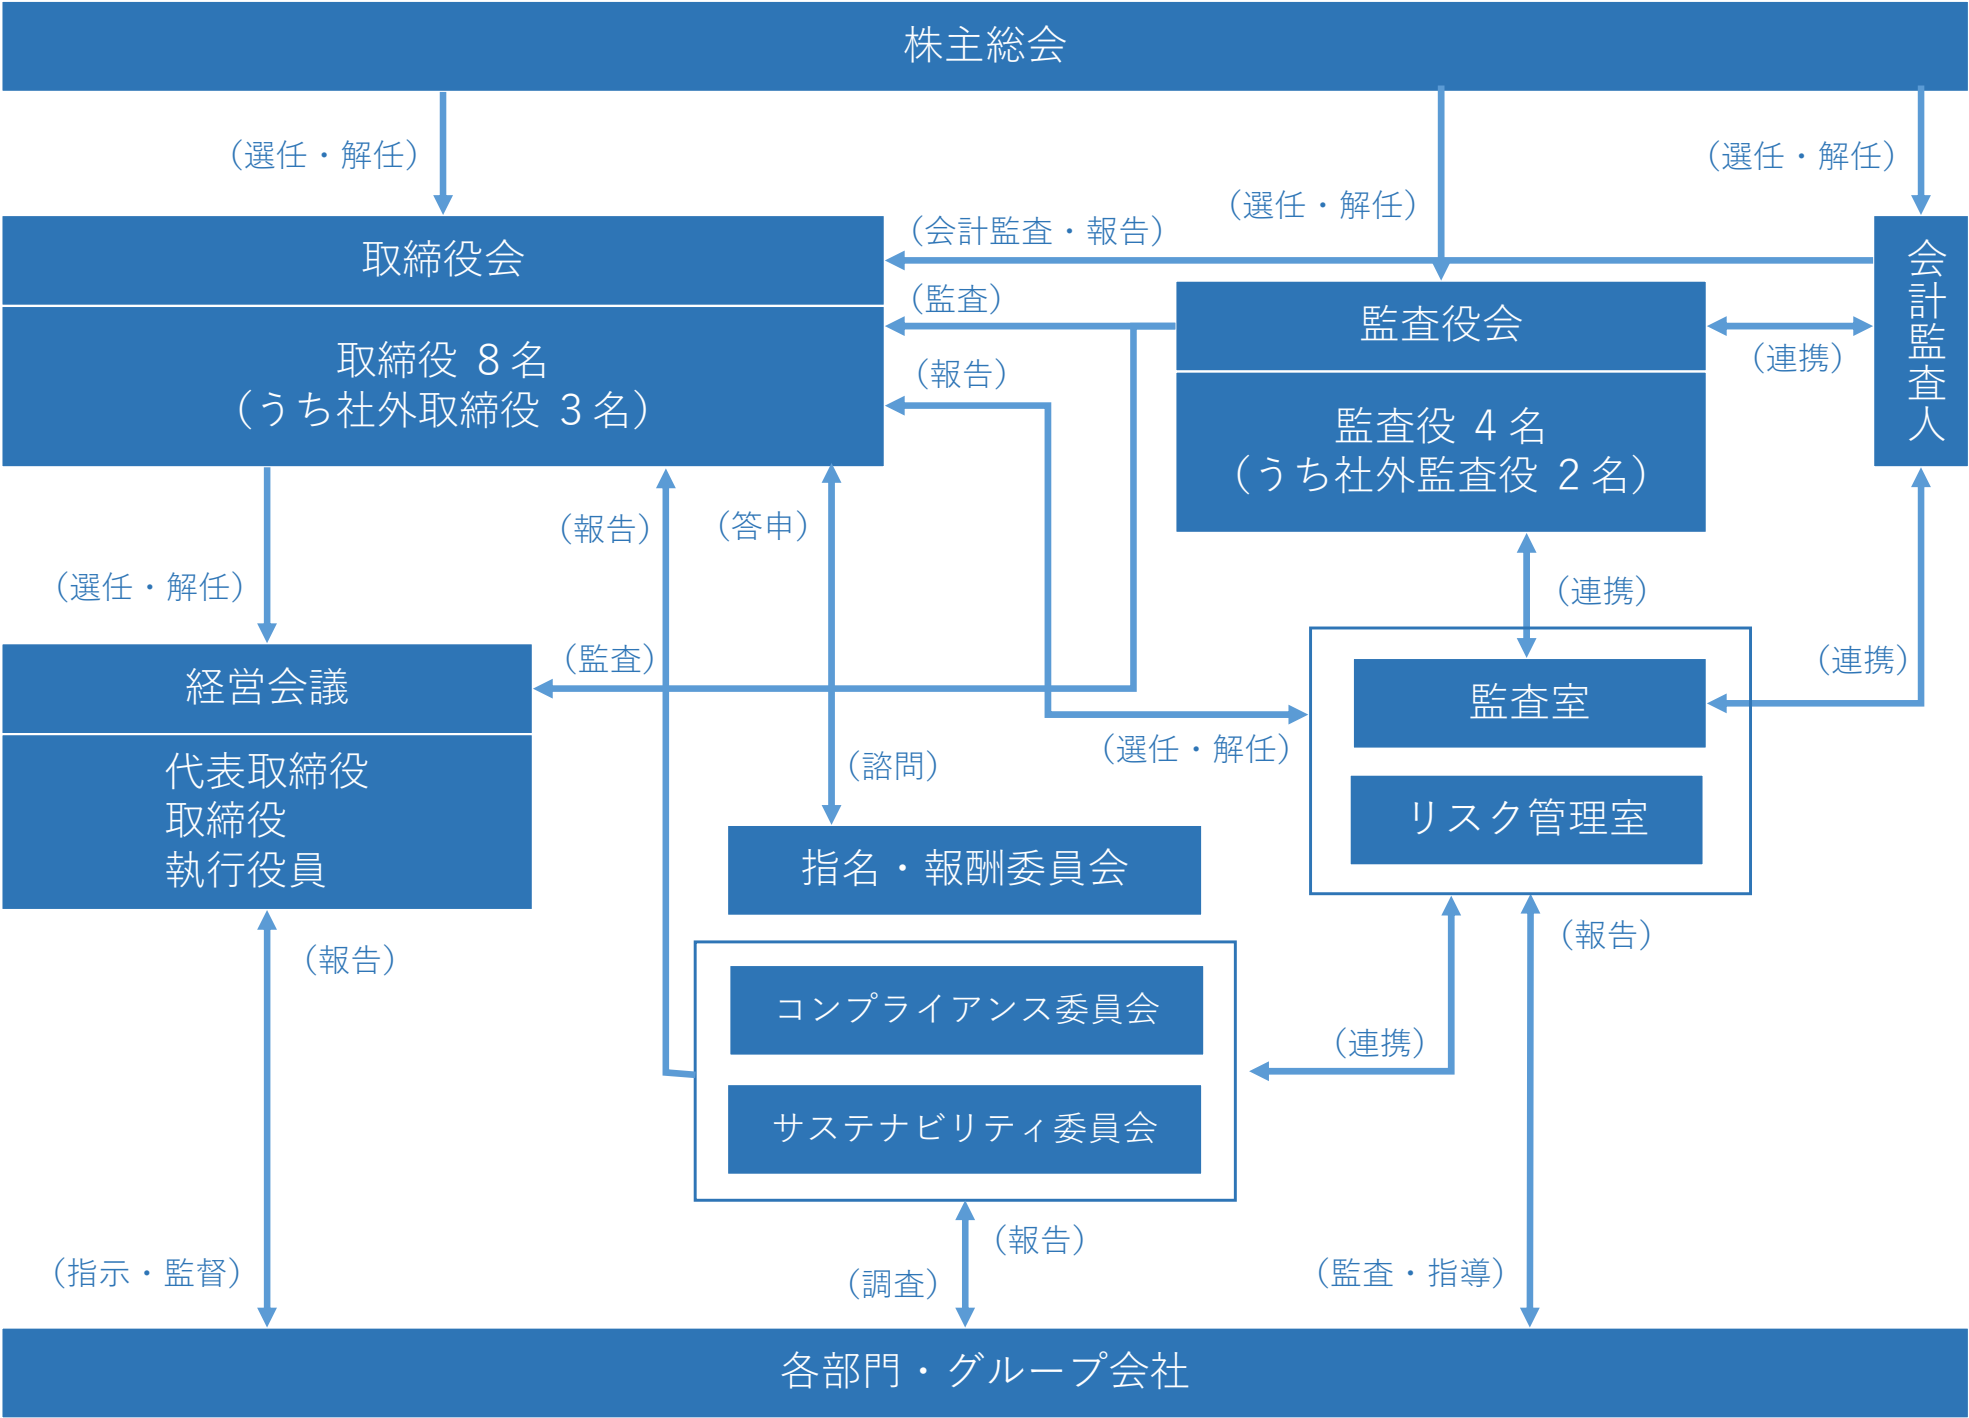 株主総会
（選任・解任）
（選任・解任）
（選任・解任）
取締役会
取締役 8 名
（うち社外取締役 3 名）
（会計監査・報告）
（監査）
（報告）
監査役会
監査役 4 名
（うち社外監査役 2 名）
（連携）
会計監査人
（選任・解任）
（報告）
（答申）
（連携）
（連携）
経営会議
代表取締役
取締役
執行役員
（監査）
（諮問）
（選任・解任）
監査室
リスク管理室
指名・報酬委員会
コンプライアンス委員会
サステナビリティ委員会
（報告）
（報告）
（連携）
（報告）
（調査）
（指示・監督）
（監査・指導）
各部門・グループ会社